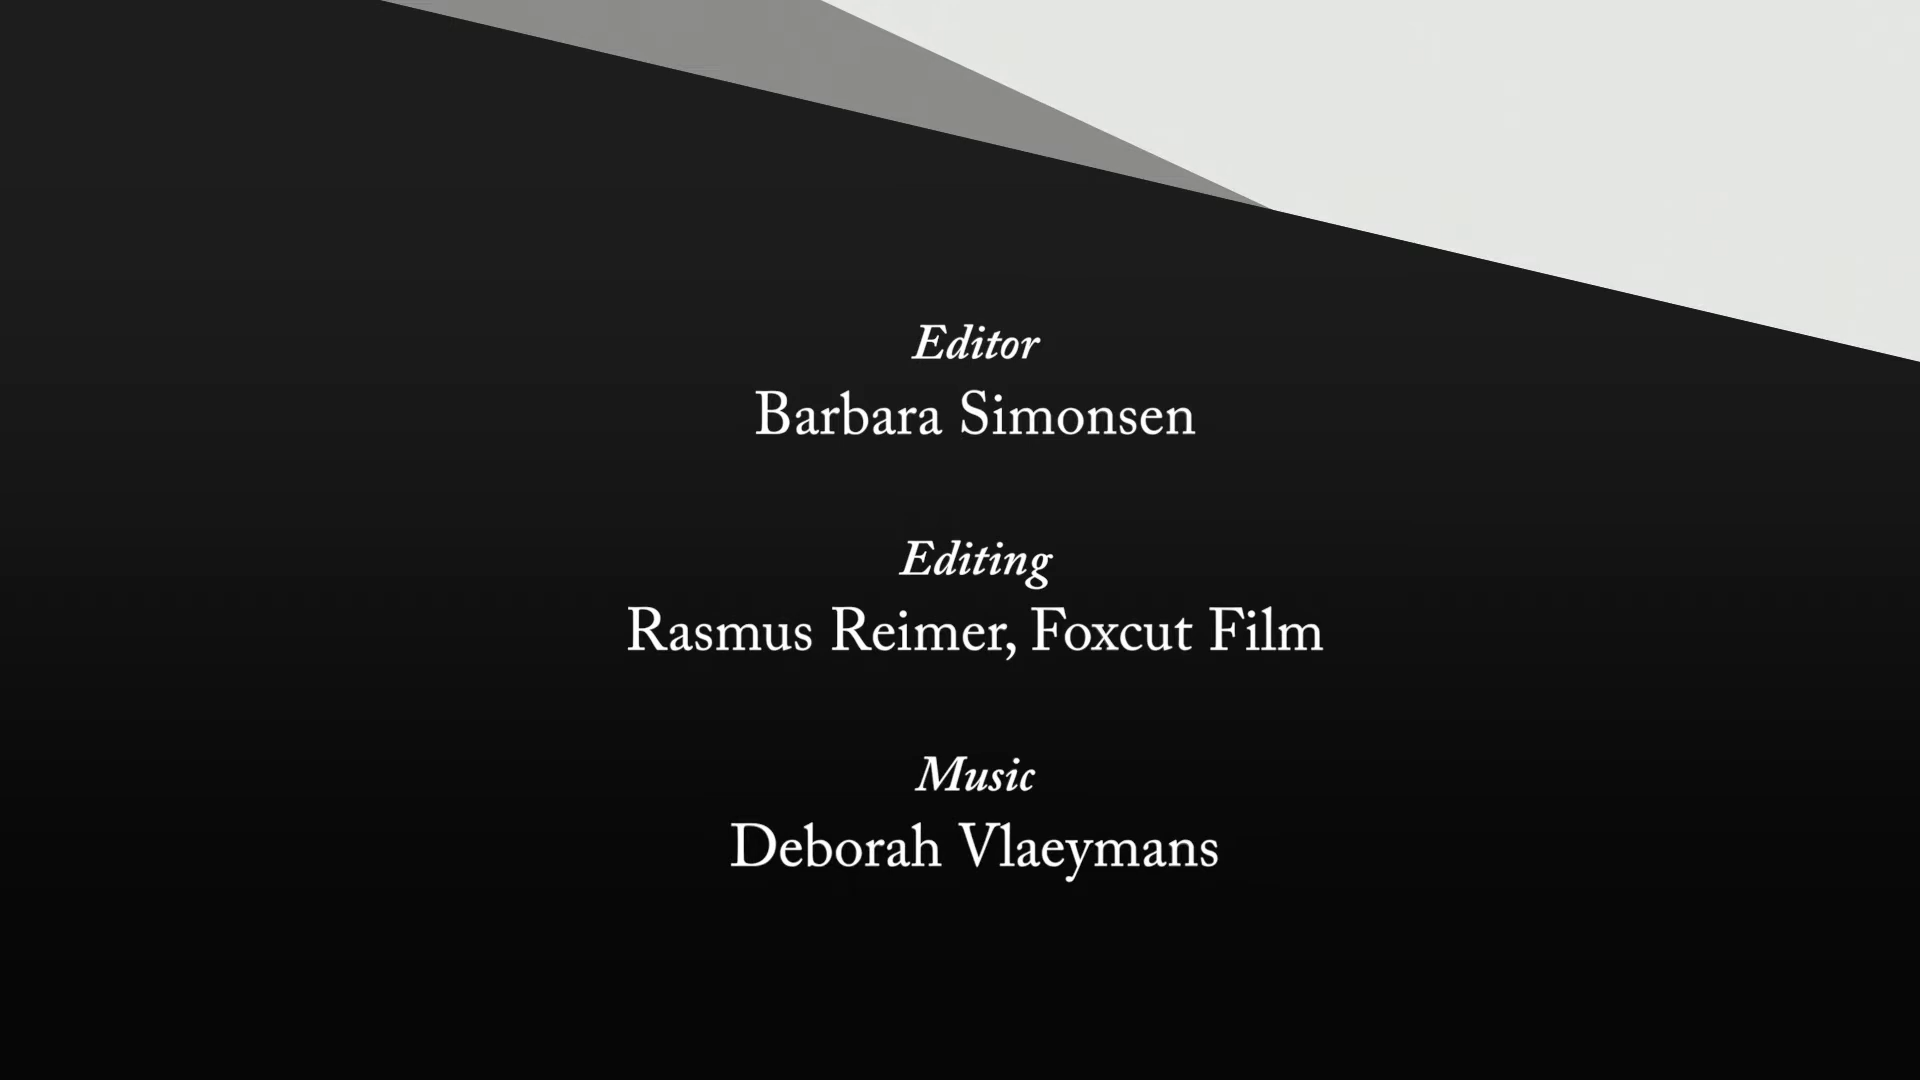 Editor
Barbara Simonsen
Editing
Rasmus Reimer, Foxcut Film
Music
Deborah Vlaeymans